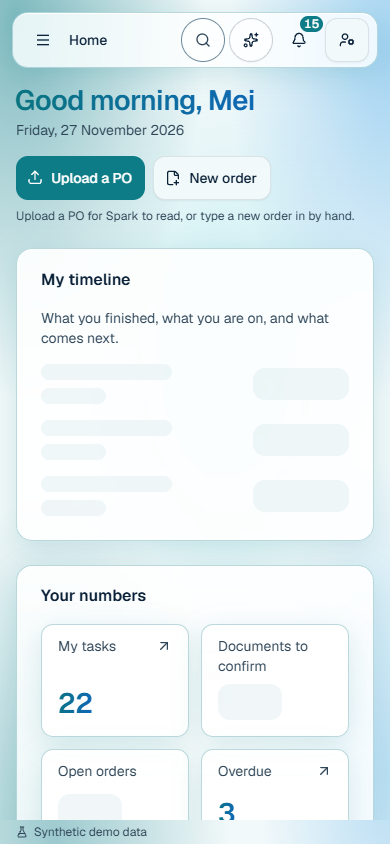 Home
15
Good morning, Mei
Friday, 27 November 2026
Upload a PO
New order
Upload a PO for Spark to read, or type a new order in by hand.
My timeline
What you finished, what you are on, and what
comes next.
Your numbers
My tasks
22
Documents to
confirm
Open orders
Overdue
3
Synthetic demo data